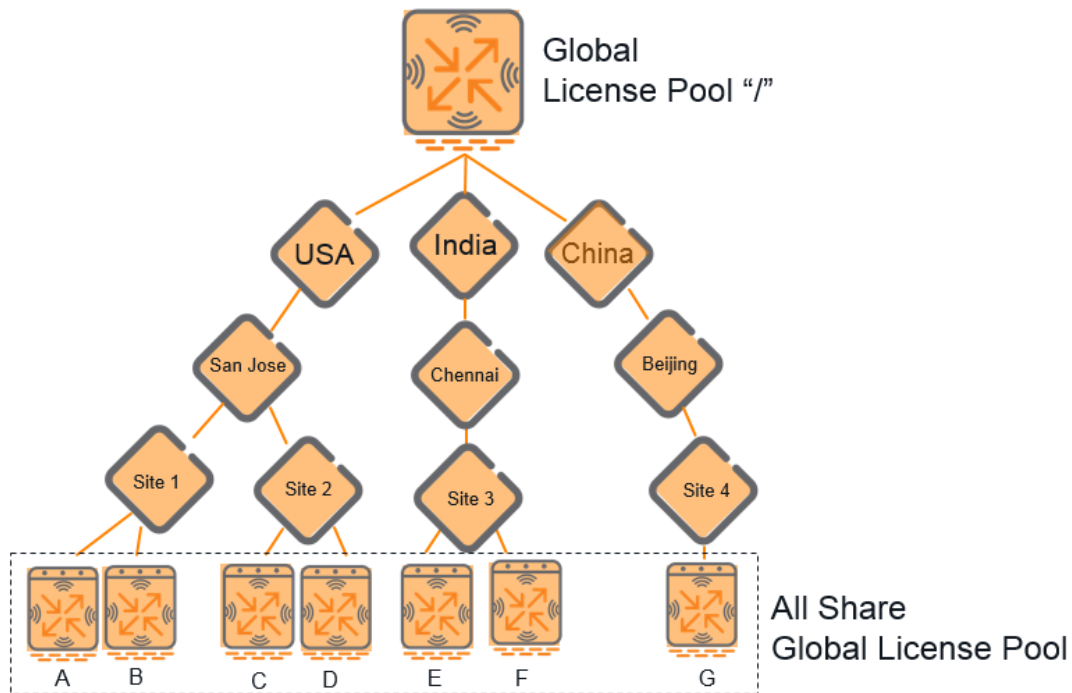 Global
License Pool “/”
USA
India
China
San Jose
Chennai
Beijing
Site 1
Site 2
Site 3
Site 4
A
B
C
D
E
F
G
All Share
Global License Pool